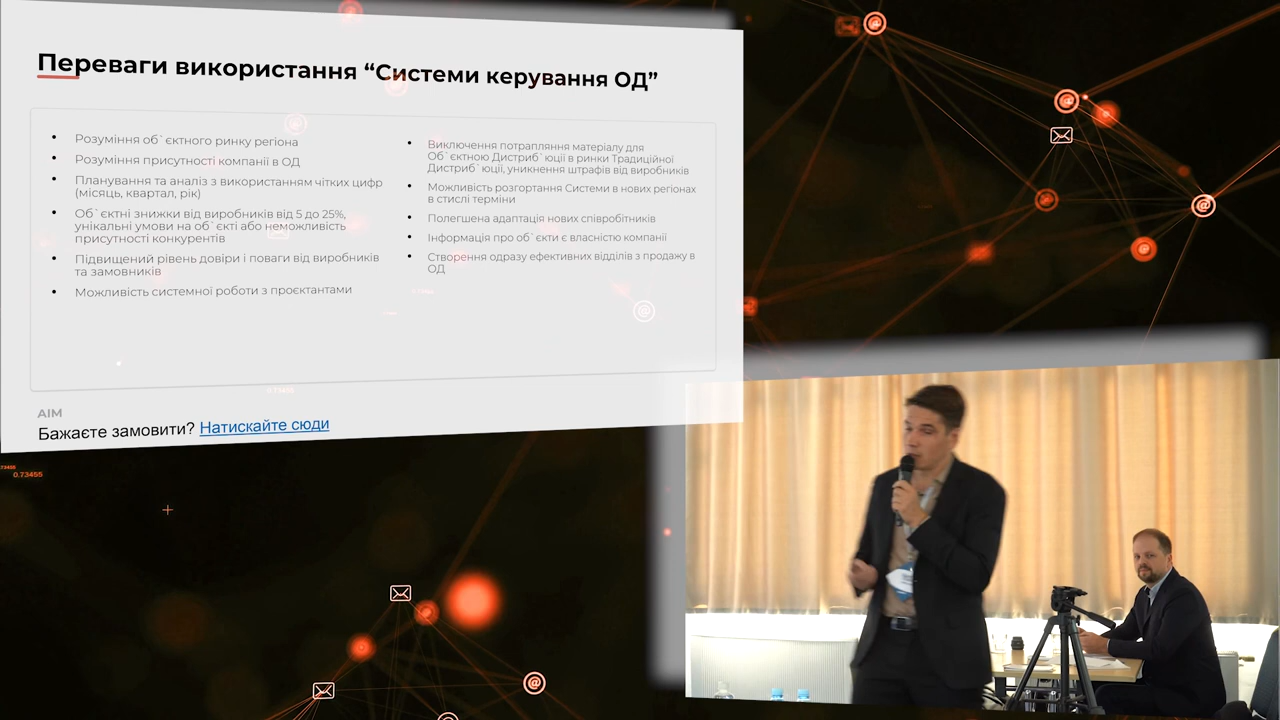 Переваги використання “Системи керування ОД”
Розуміння об`єктного ринку регіона
Розуміння присутності компанії в ОД
Планування та аналіз з використанням чітких цифр
(місяць, квартал, рік)
Об`єктні знижки від виробників від 5 до 25%,
унікальні умови на об`єкті або неможливість
присутності конкурентів
Підвищений рівень довіри і поваги від виробників
та замовників
Можливість системної роботи з проєктантами
Виключення потрапляння матеріалу для
Об`єктною Дистриб`юції в ринки Традиційної
Дистриб`юції, уникнення штрафів від виробників
Можливість розгортання Системи в нових регіонах
в стислі терміни
Полегшена адаптація нових співробітників
Інформація про об`єкти є власністю компанії
Створення одразу ефективних відділів з продажу в
ОД
AIM
Бажаєте замовити? Натискайте сюди
0.73455